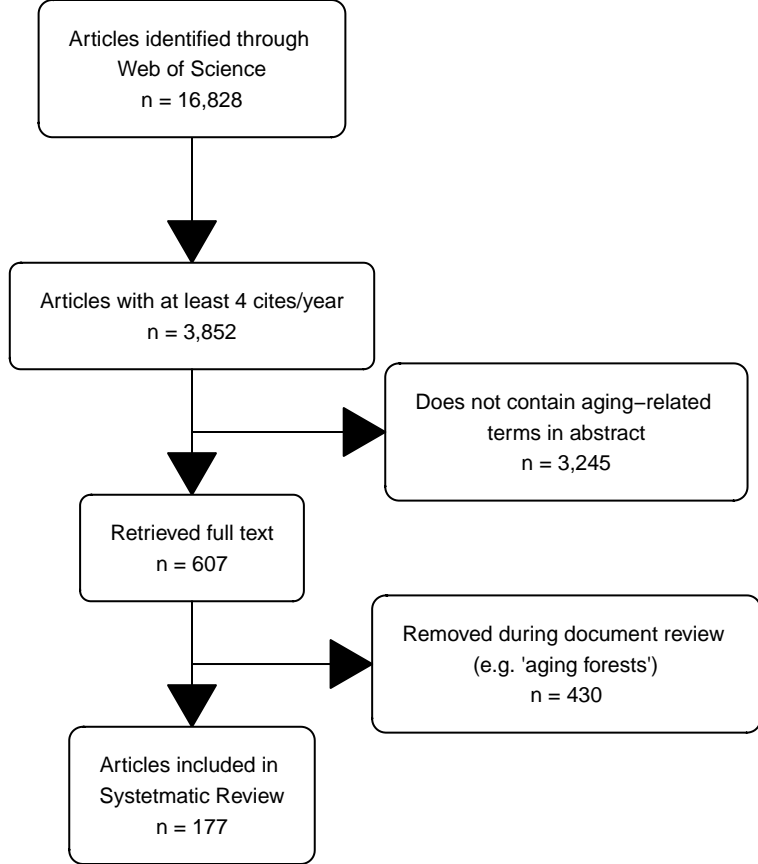 Articles identified through
Web of Science
n = 16,828
Articles with at least 4 cites/year
n = 3,852
Does not contain aging−related
terms in abstract
n = 3,245
Retrieved full text
n = 607
Removed during document review
(e.g. 'aging forests')
n = 430
Articles included in
Systetmatic Review
n = 177